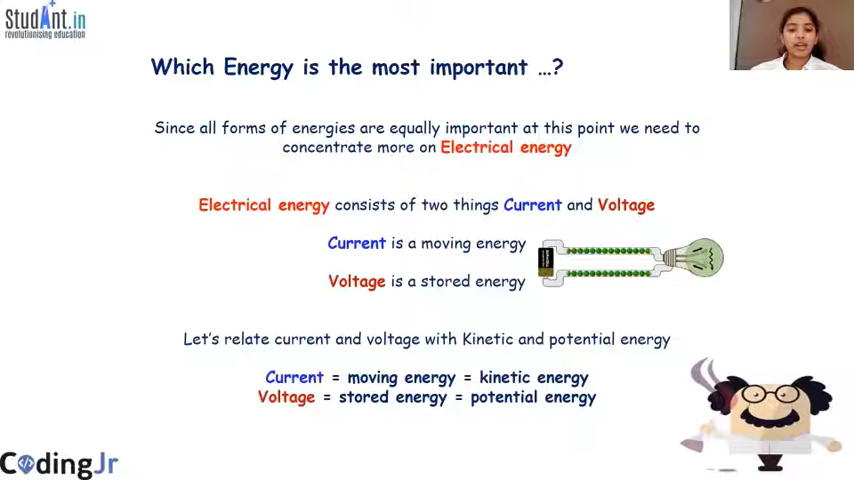 StudAnt.in
revolutionising education
Which Energy is the most important ...?
Since all forms of energies are equally important at this point we need to
concentrate more on Electrical energy
Electrical energy consists of two things Current and Voltage
Current is a moving energy
Voltage is a stored energy
Let's relate current and voltage with Kinetic and potential energy
Current = moving energy = kinetic energy
Voltage = stored energy = potential energy
CodingJr